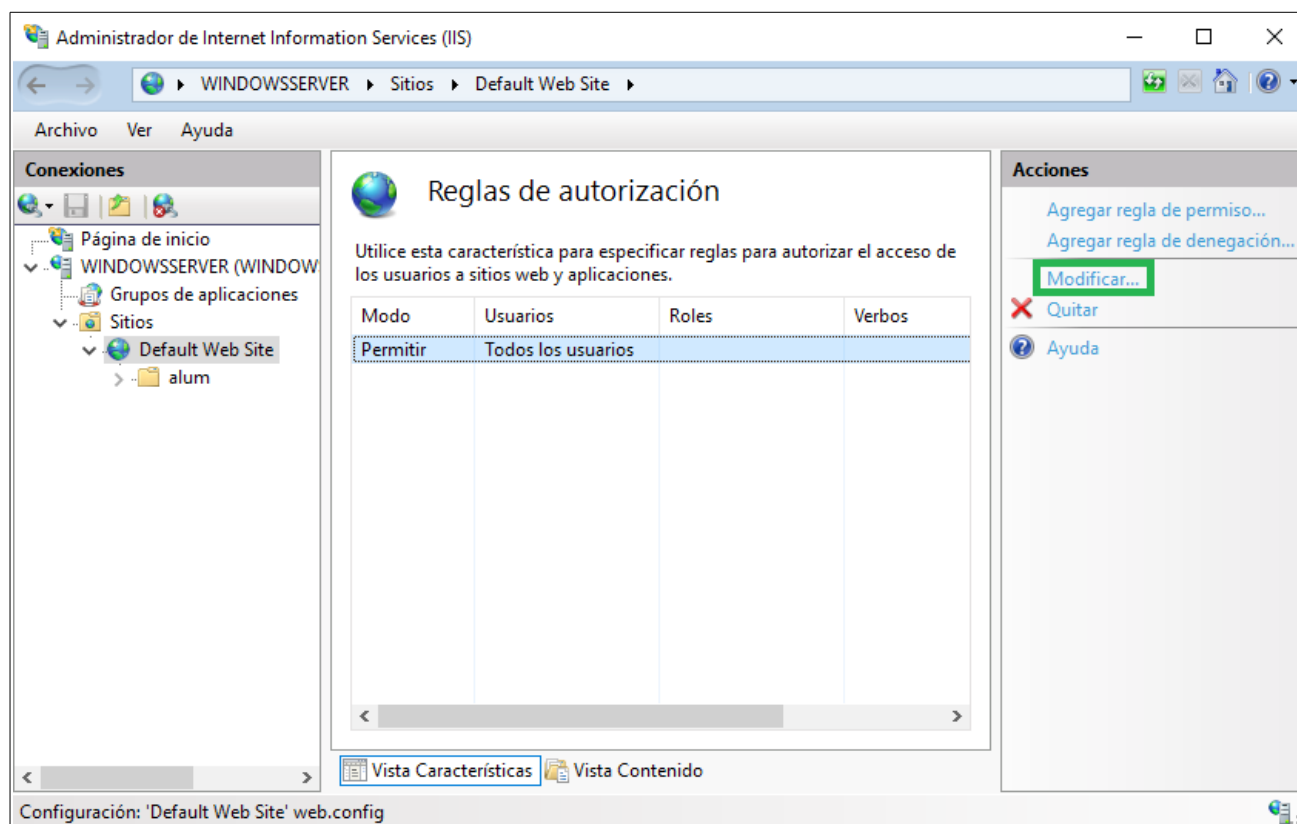 Administrador de Internet Information Services (IIS)
WINDOWSSERVER Sitios Default Web Site
Archivo Ver Ayuda
Conexiones
Página de inicio
WINDOWSSERVER (WINDOW
Grupos de aplicaciones
Sitios
Default Web Site
alum
Reglas de autorización
Utilice esta característica para especificar reglas para autorizar el acceso de
los usuarios a sitios web y aplicaciones.
Modo Usuarios Roles Verbos
Permitir Todos los usuarios
Vista Características Vista Contenido
Acciones
Agregar regla de permiso...
Agregar regla de denegación...
Modificar...
Quitar
Ayuda
Configuración: 'Default Web Site' web.config